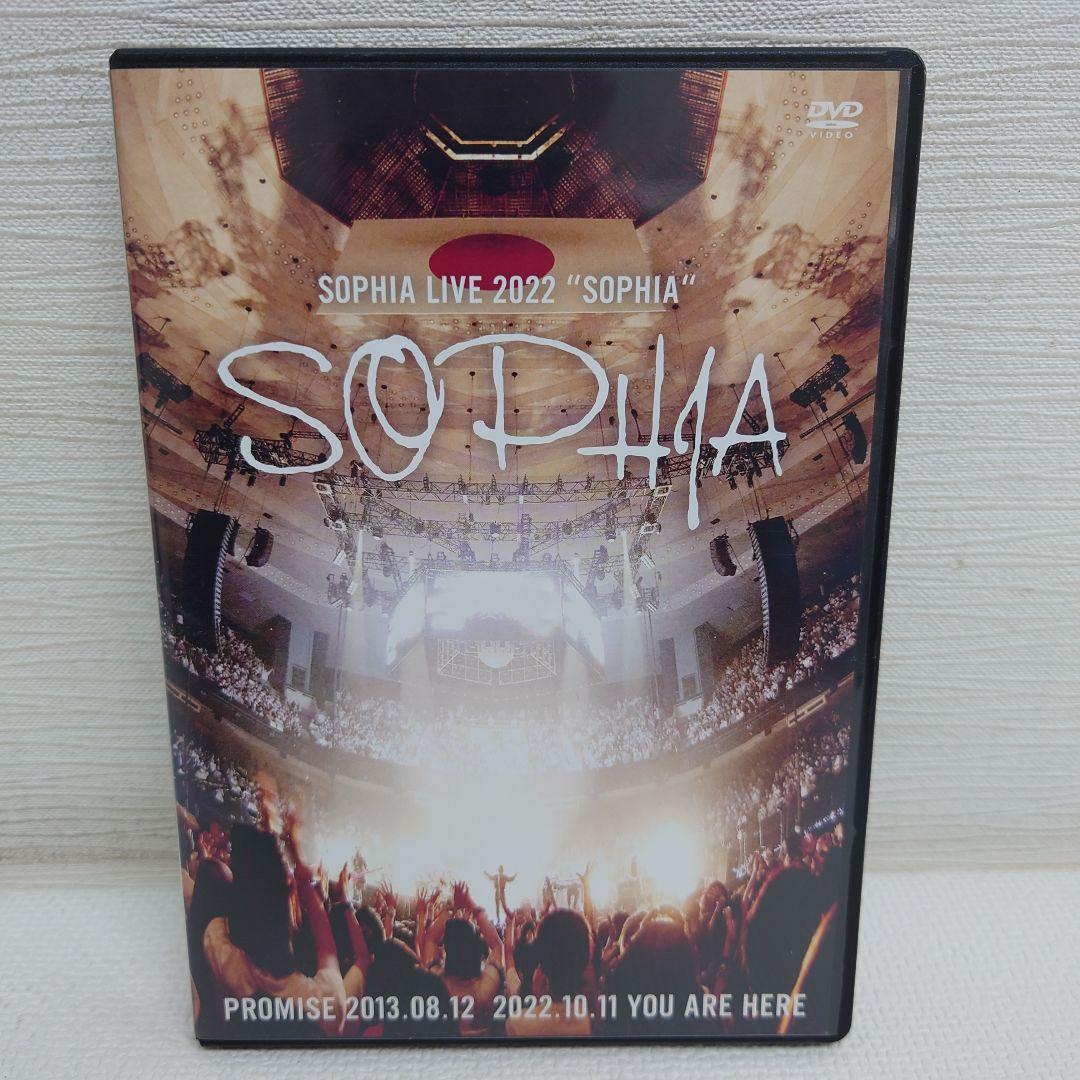 DVD
VIDEO
SOPHIA LIVE 2022 “SOPHIA“
SOPHIA
PROMISE 2013.08.12 2022.10.11 YOU ARE HERE